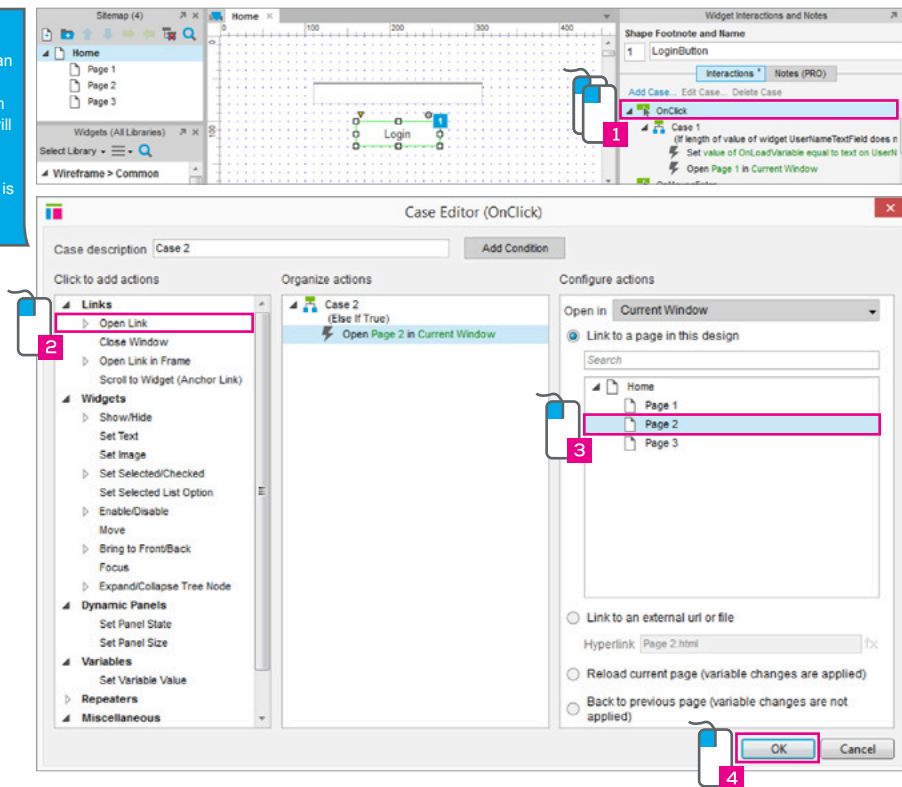 an
n
will
is
Sitemap (4)
Home
Page 1
Page 2
Page 3
Widgets (All Libraries)
Select Library
Wireframe > Common
Home
0 100 200 300 400
0
100
Login
1
Widget Interactions and Notes
Shape Footnote and Name
1 LoginButton
Interactions * Notes (PRO)
Add Case... Edit Case... Delete Case
OnClick
1
Case 1
(If length of value of widget UserNameTextField does n
Set value of OnLoadVariable equal to text on UserN
Open Page 1 in Current Window
Case Editor (OnClick)
Case description Case 2
Add Condition
Click to add actions
Links
Open Link
2
Close Window
Open Link in Frame
Scroll to Widget (Anchor Link)
Widgets
Show/Hide
Set Text
Set Image
Set Selected/Checked
Set Selected List Option
Enable/Disable
Move
Bring to Front/Back
Focus
Expand/Collapse Tree Node
Dynamic Panels
Set Panel State
Set Panel Size
Variables
Set Variable Value
Repeaters
Miscellaneous
Organize actions
Case 2
(Else If True)
Open Page 2 in Current Window
Configure actions
Open in Current Window
Link to a page in this design
Search
Home
Page 1
Page 2
3
Page 3
Link to an external url or file
Hyperlink Page 2.html fx
Reload current page (variable changes are applied)
Back to previous page (variable changes are not
applied)
OK Cancel
4